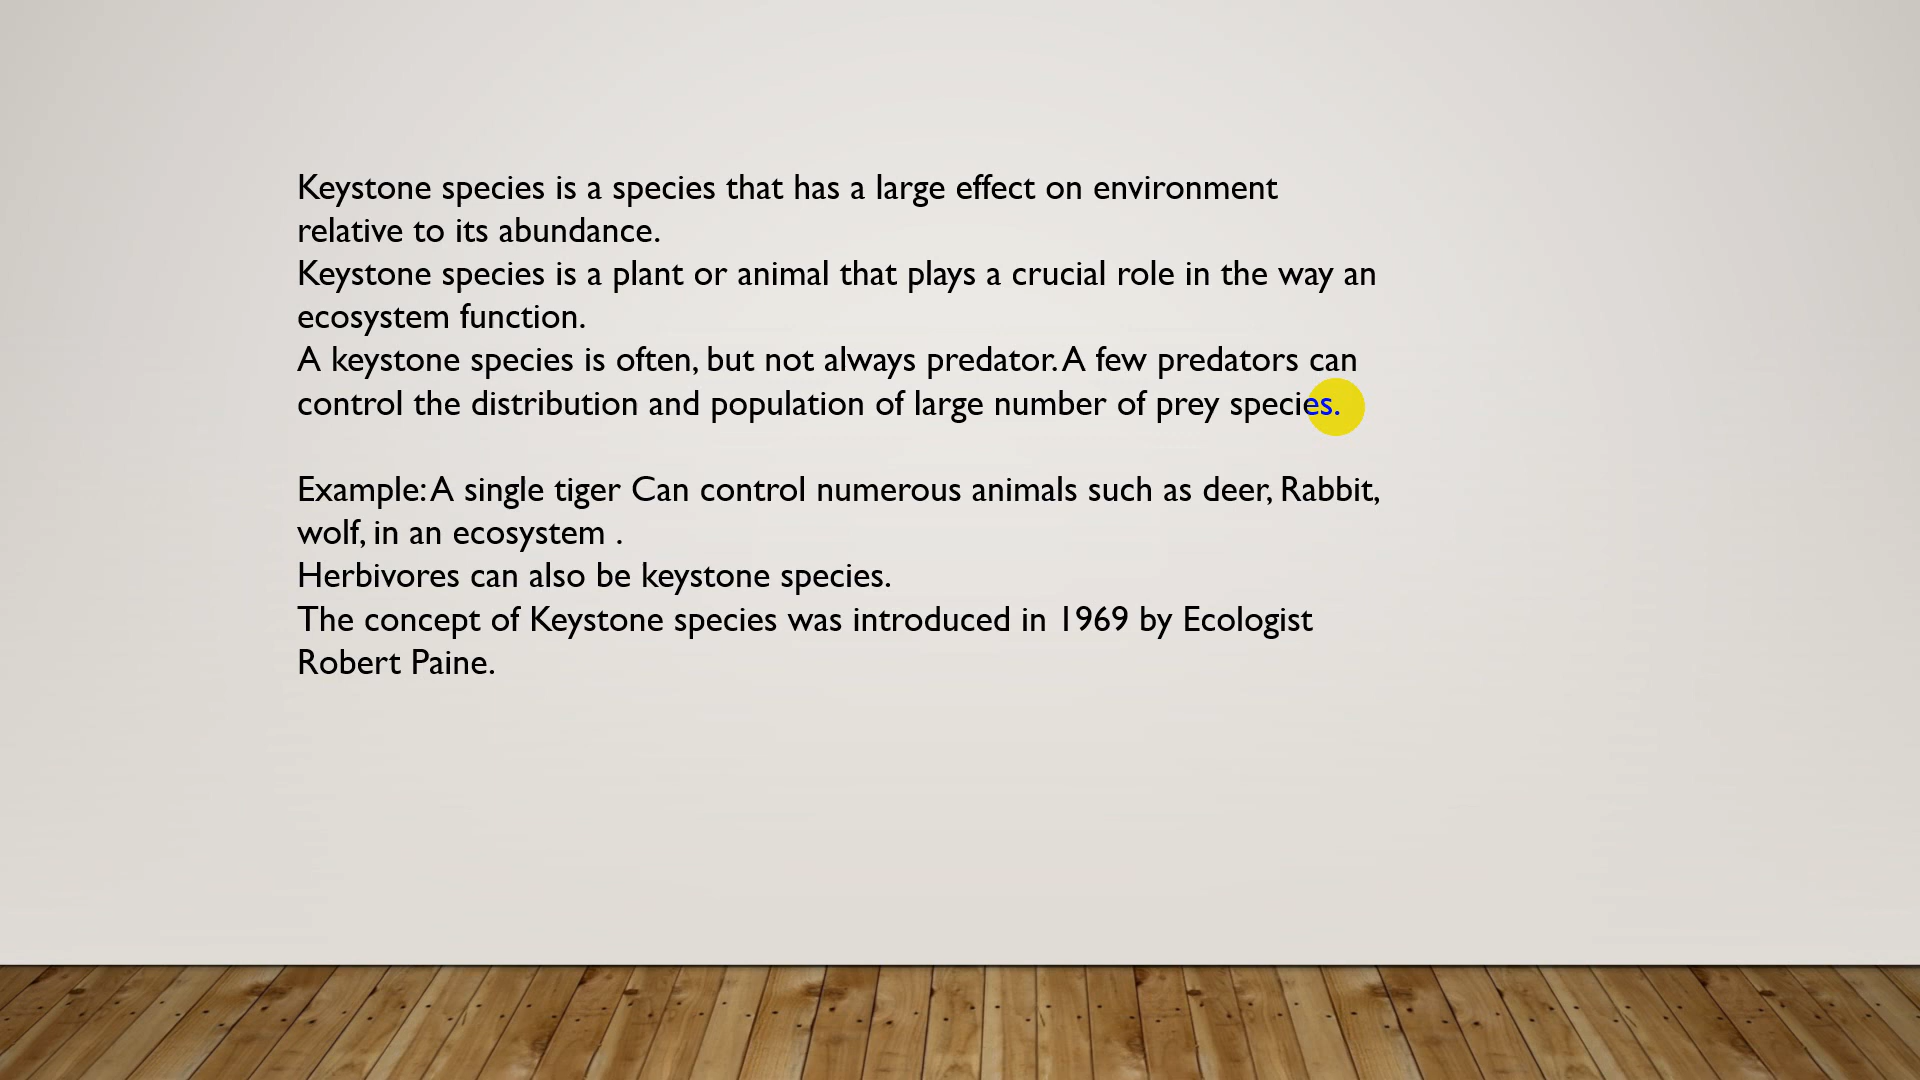 Keystone species is a species that has a large effect on environment
relative to its abundance.
Keystone species is a plant or animal that plays a crucial role in the way an
ecosystem function.
A keystone species is often, but not always predator. A few predators can
control the distribution and population of large number of prey species.
Example: A single tiger Can control numerous animals such as deer, Rabbit,
wolf, in an ecosystem .
Herbivores can also be keystone species.
The concept of Keystone species was introduced in 1969 by Ecologist
Robert Paine.